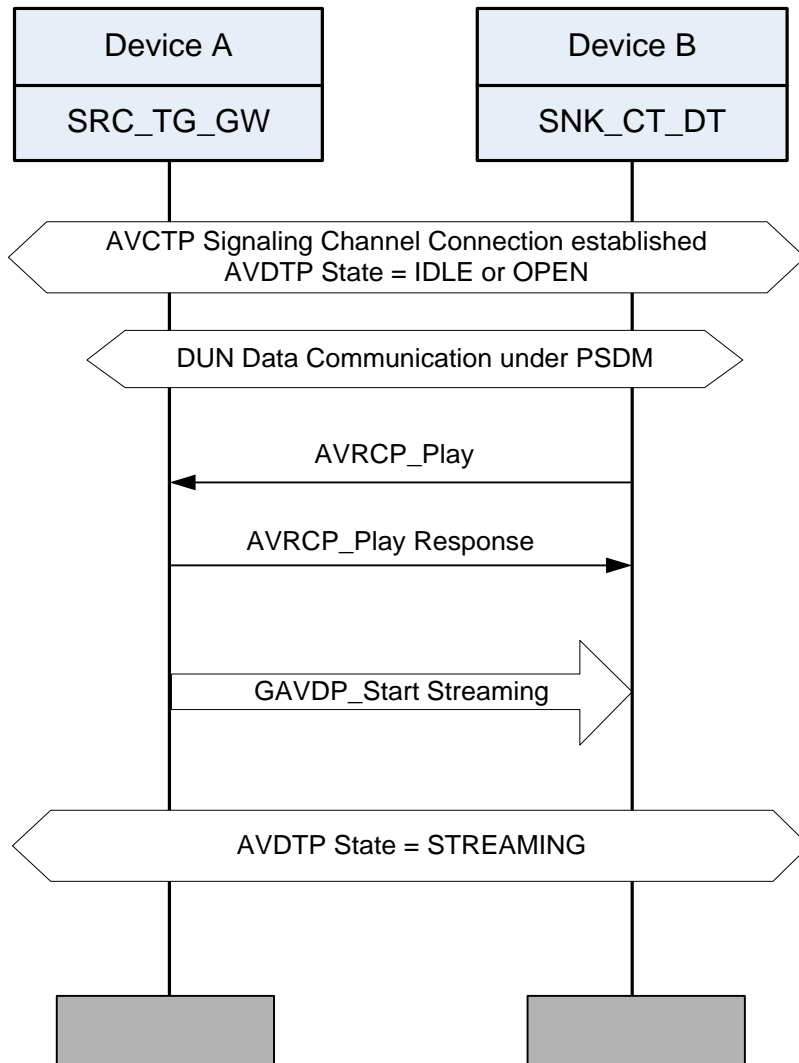 Device A
Device B
SRC_TG_GW
SNK_CT_DT
AVCTP Signaling Channel Connection established
AVDTP State = IDLE or OPEN
DUN Data Communication under PSDM
AVRCP_Play
AVRCP_Play Response
GAVDP_Start Streaming
AVDTP State = STREAMING